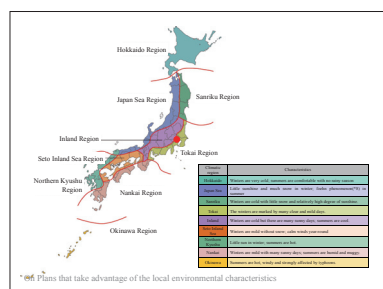 Hokkaido Region
Japan Sea Region
Sanriku Region
Inland Region
Tokai Region
Seto Inland Sea Region
Northern Kyushu
Region
Nankai Region
Okinawa Region
Climatic
region
Characteristics
Hokkaido
Winters are very cold; summers are comfortable with no rainy season
Japan Sea
Little sunshine and much snow in winter; foehn phenomenon(*8) in
summer
Sanriku
Winters are cold with little snow and relatively high degree of sunshine
Tokai
The winters are marked by many clear and mild days.
Inland
Winters are cold but there are many sunny days; summers are cool
Seto Inland
Sea
Winters are mild without snow; calm winds year-round
Northern
Kyushu
Little sun in winter; summers are hot.
Nankai
Winters are mild with many sunny days; summers are humid and muggy.
Okinawa
Summers are hot, windy and strongly affected by typhoons.
Plans that take advantage of the local environmental characteristics